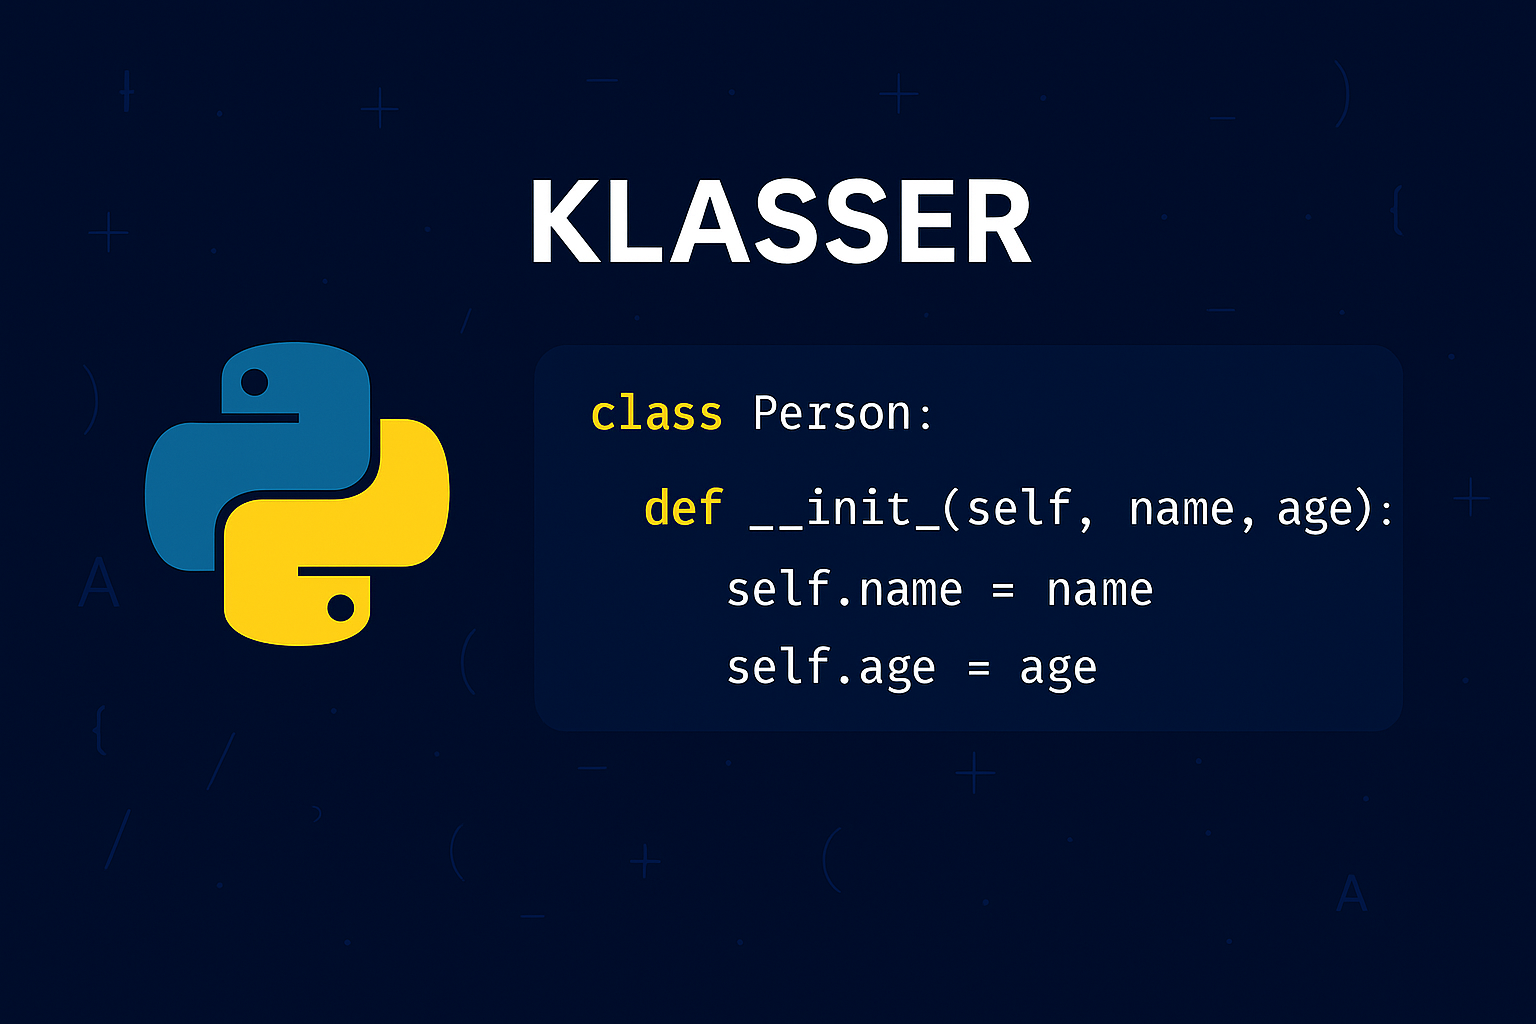 KLASSER
class Person:
def __init_(self, name, age):
self.name = name
self.age = age